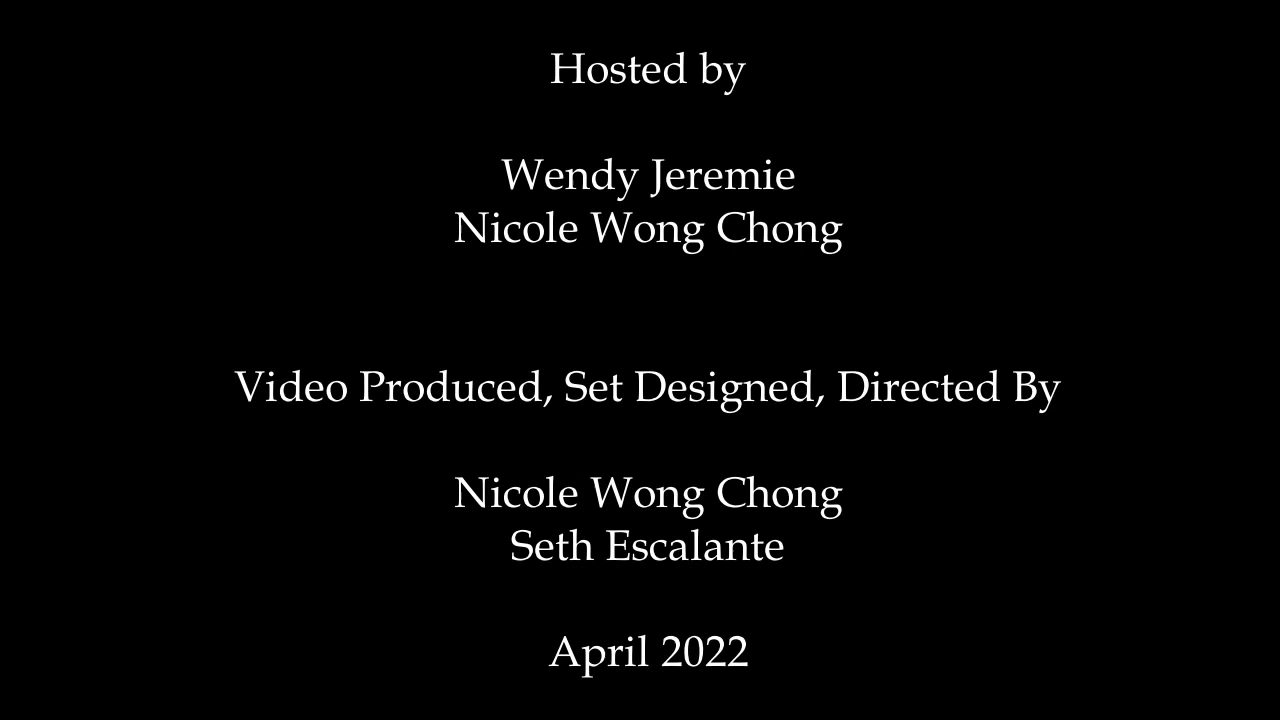 Hosted by
Wendy Jeremie
Nicole Wong Chong
Video Produced, Set Designed, Directed By
Nicole Wong Chong
Seth Escalante
April 2022